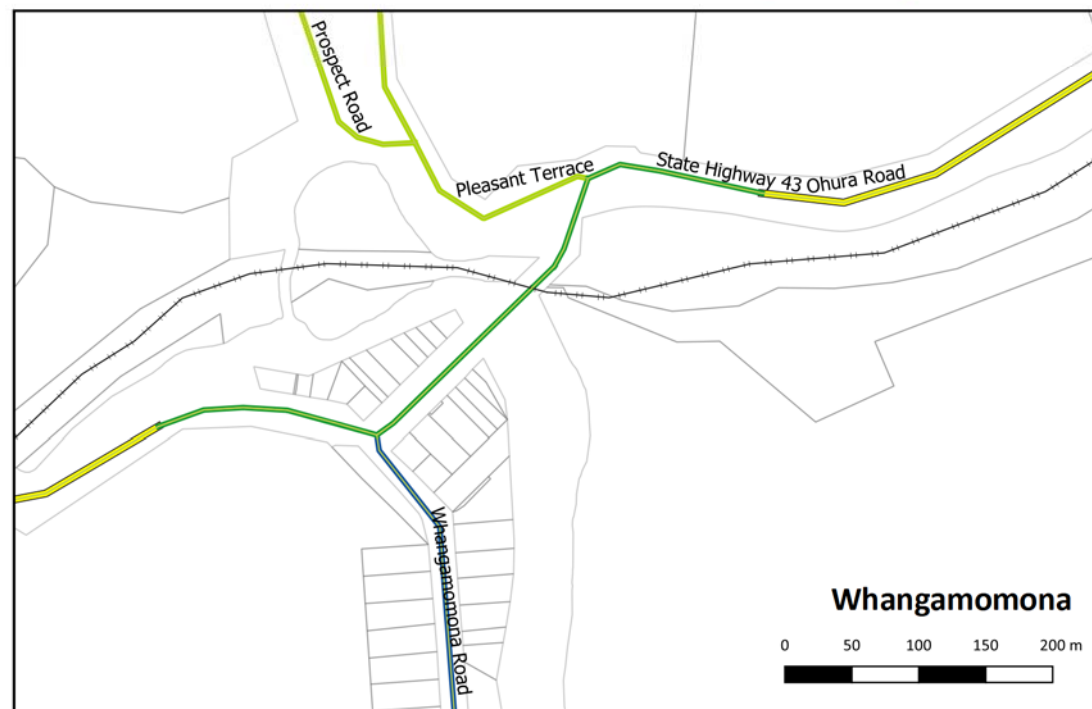 Prospect Road
Pleasant Terrace
State Highway 43 Ohura Road
Whangamomona Road
Whangamomona
0 50 100 150 200 m